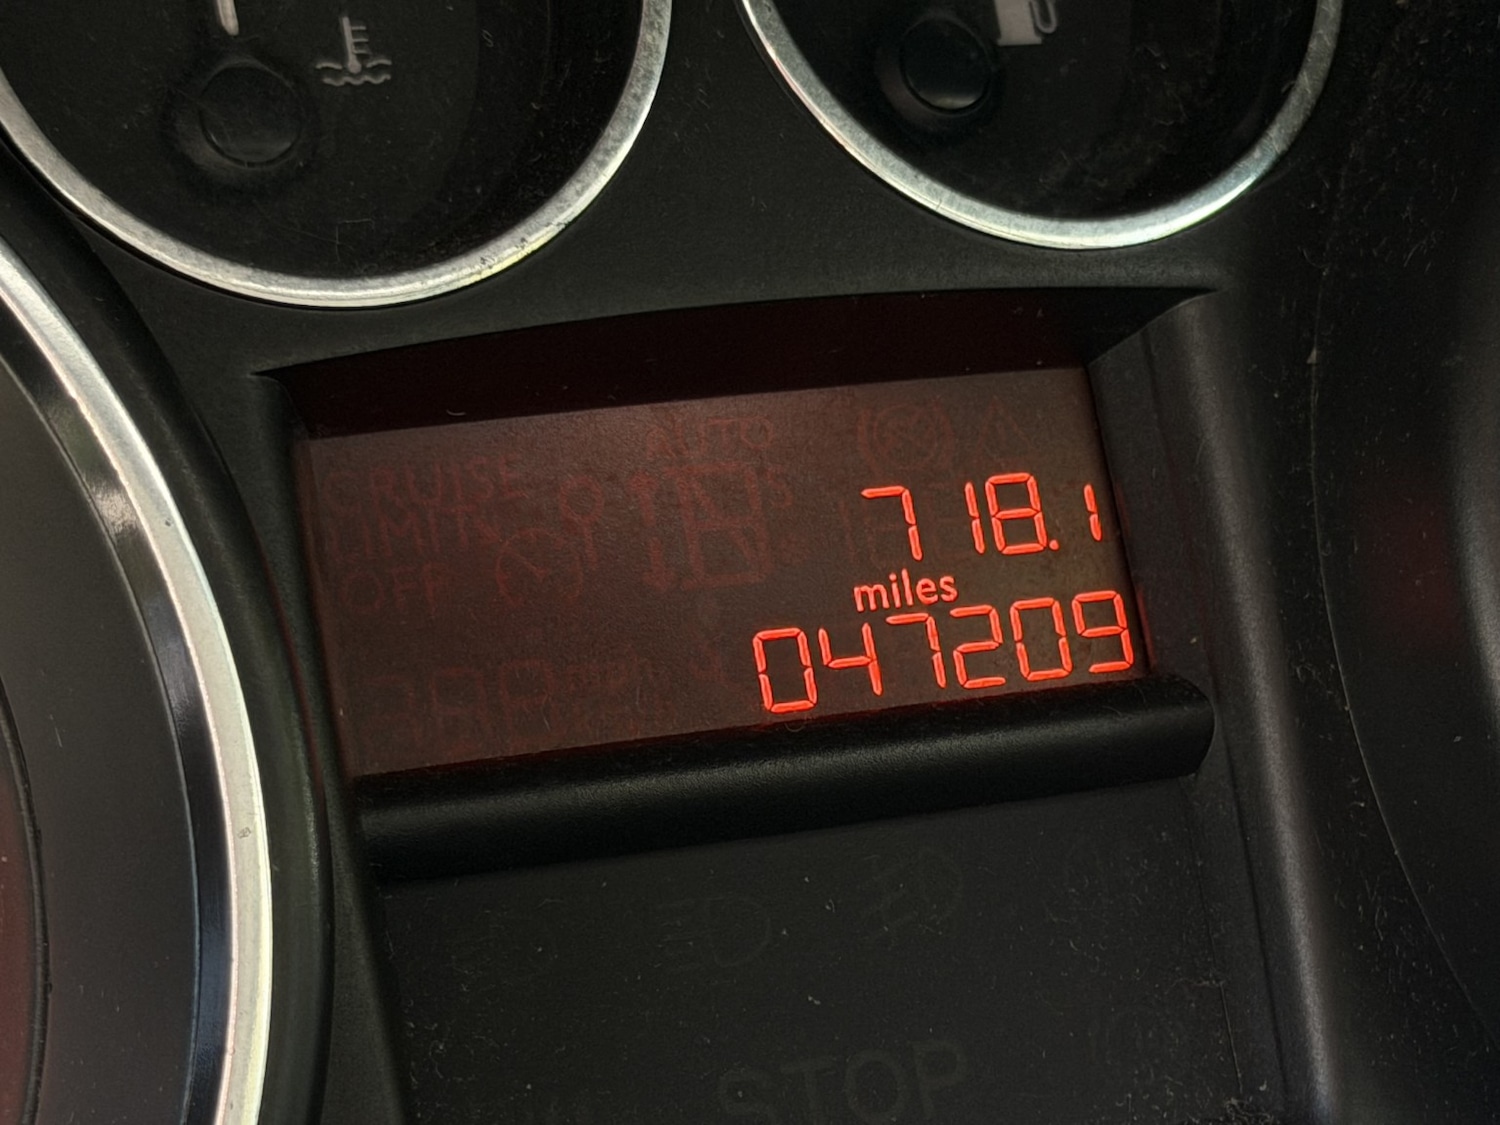 AUTO
CRUISE
LIMIT
OFF
718.1
miles
047209
STOP